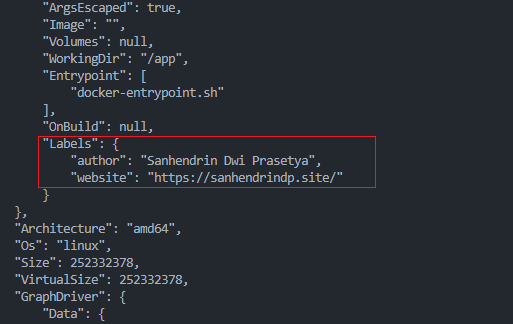 "ArgsEscaped": true,
"Image": "",
"Volumes": null,
"WorkingDir": "/app",
"Entrypoint": [
"docker-entrypoint.sh"
],
"OnBuild": null,
"Labels": {
"author": "Sanhendrin Dwi Prasetya",
"website": "https://sanhendrindp.site/"
}
},
"Architecture": "amd64",
"Os": "linux",
"Size": 252332378,
"VirtualSize": 252332378,
"GraphDriver": {
"Data": {